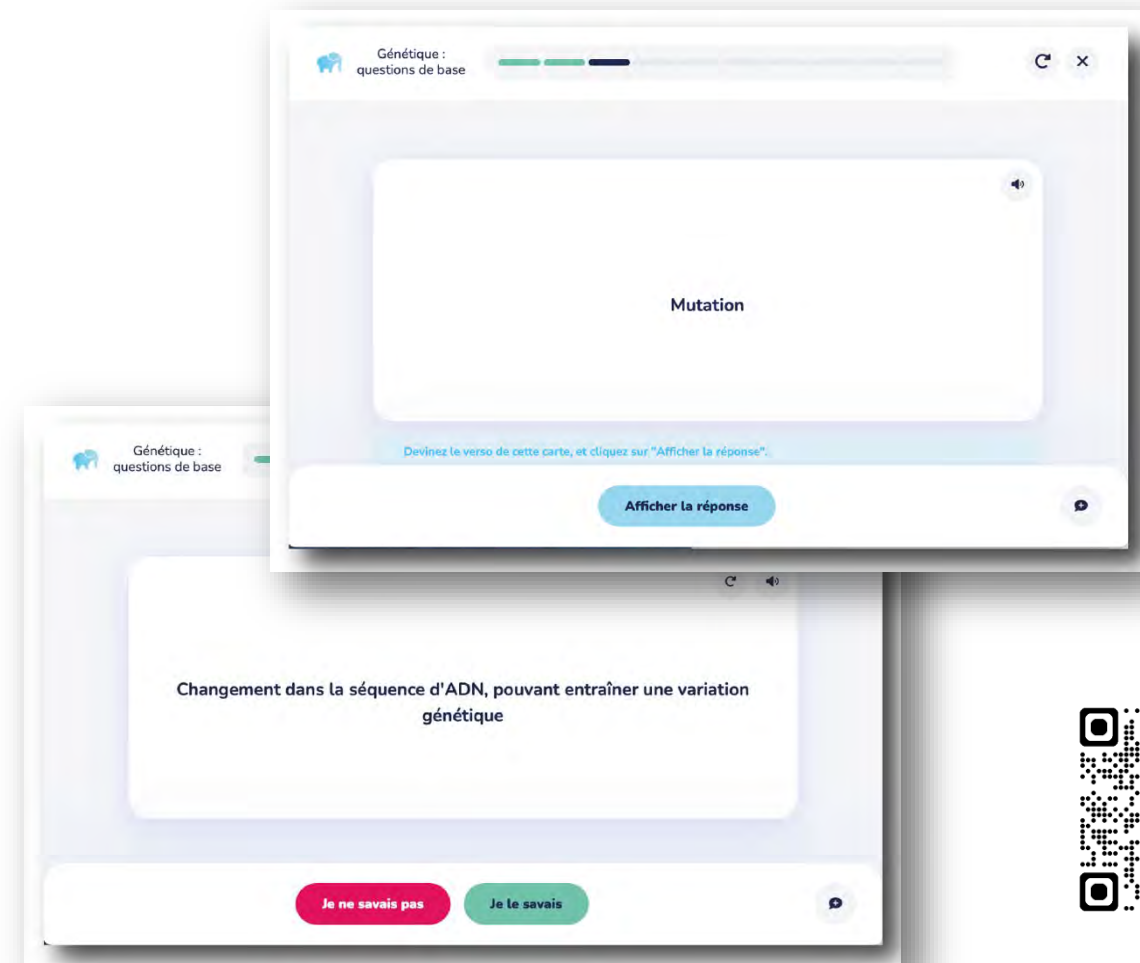 Génétique :
questions de base
Mutation
Devinez le verso de cette carte, et cliquez sur "Afficher la réponse".
Afficher la réponse
Génétique :
questions de base
Changement dans la séquence d'ADN, pouvant entraîner une variation
génétique
Je ne savais pas
Je le savais